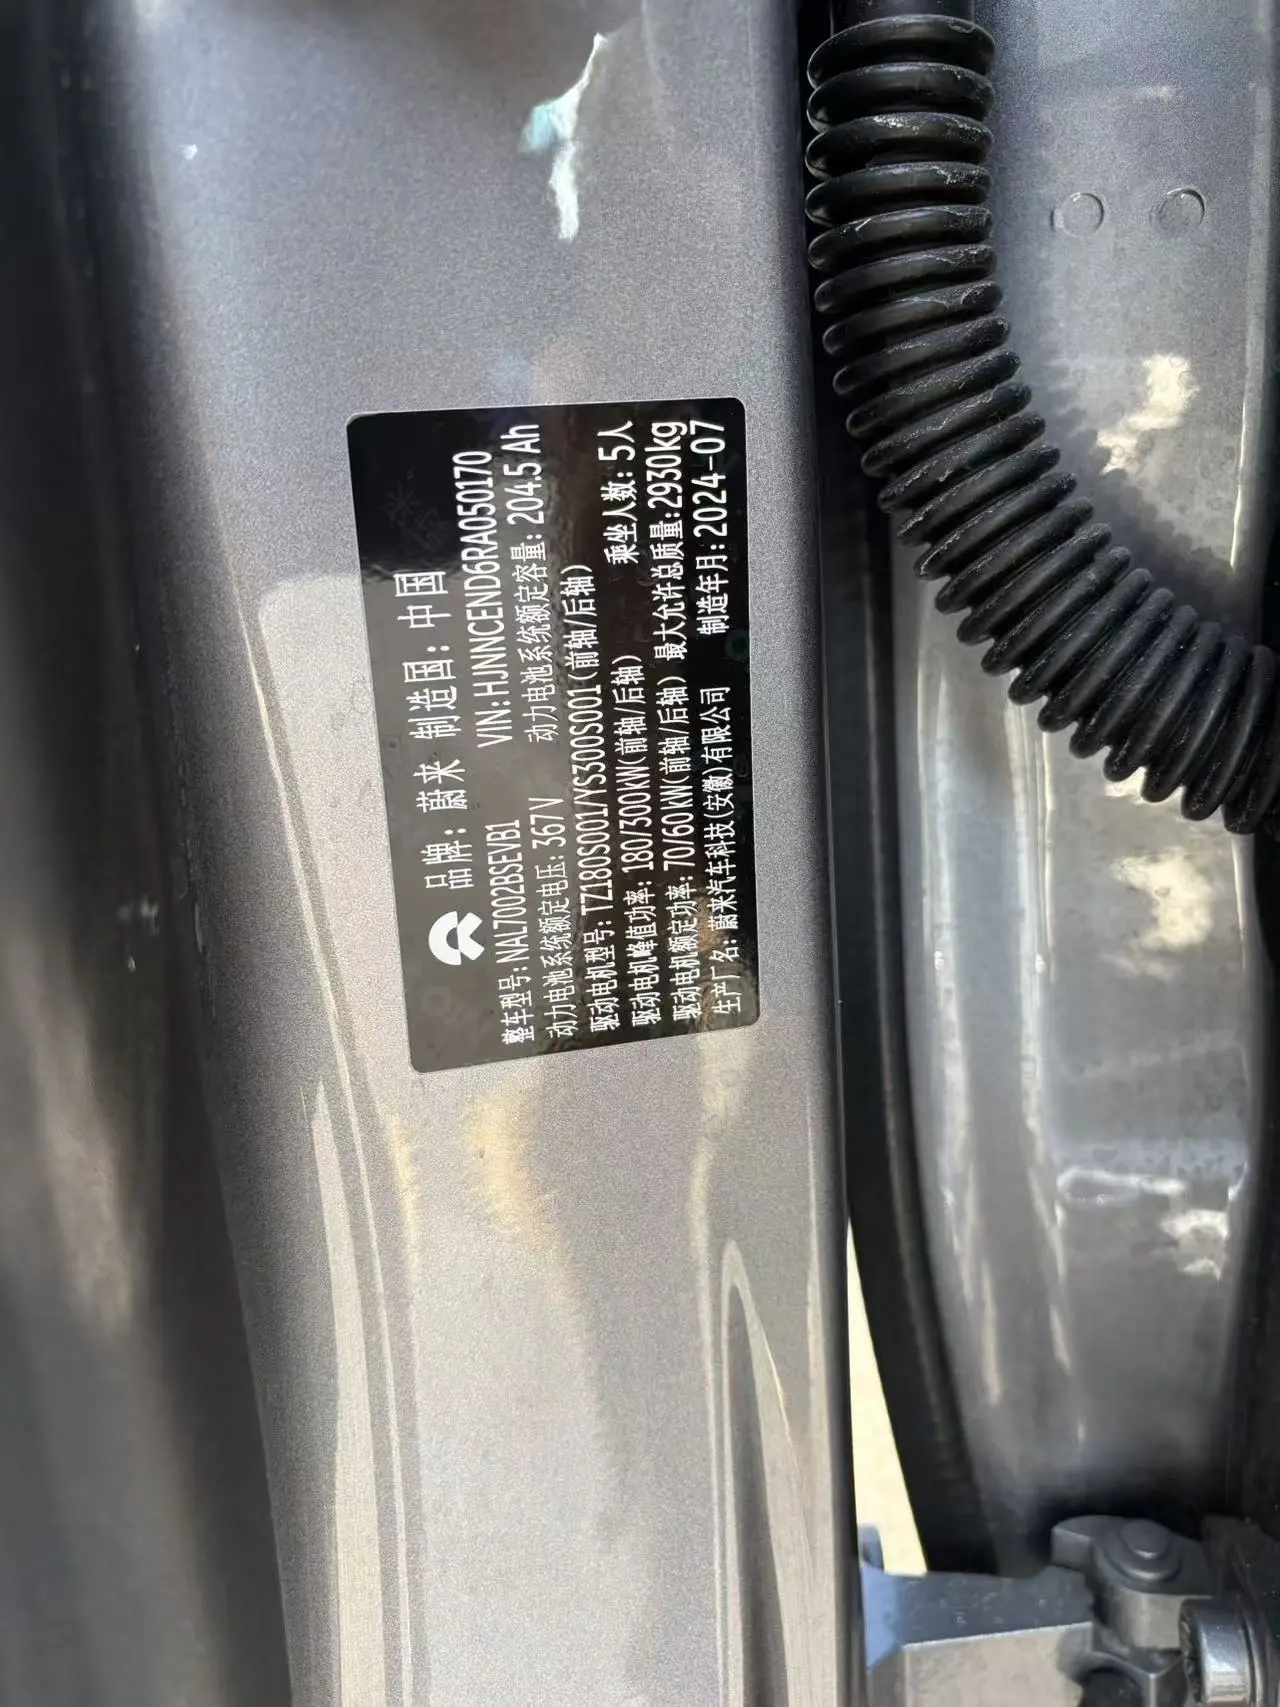 品牌：蔚来 制造国：中国
整车型号：NAL7002BSEVB1 VIN:HJNNCEND6RA050170
动力电池系统额定电压：367V 动力电池系统额定容量：204.5 Ah
驱动电机型号：TZ180S001/YS300S001(前轴/后轴)
驱动电机峰值功率：180/300kW(前轴/后轴) 乘坐人数：5人
驱动电机额定功率：70/60kW(前轴/后轴) 最大允许总质量：2930kg
生产厂名：蔚来汽车科技(安徽)有限公司 制造年月：2024-07